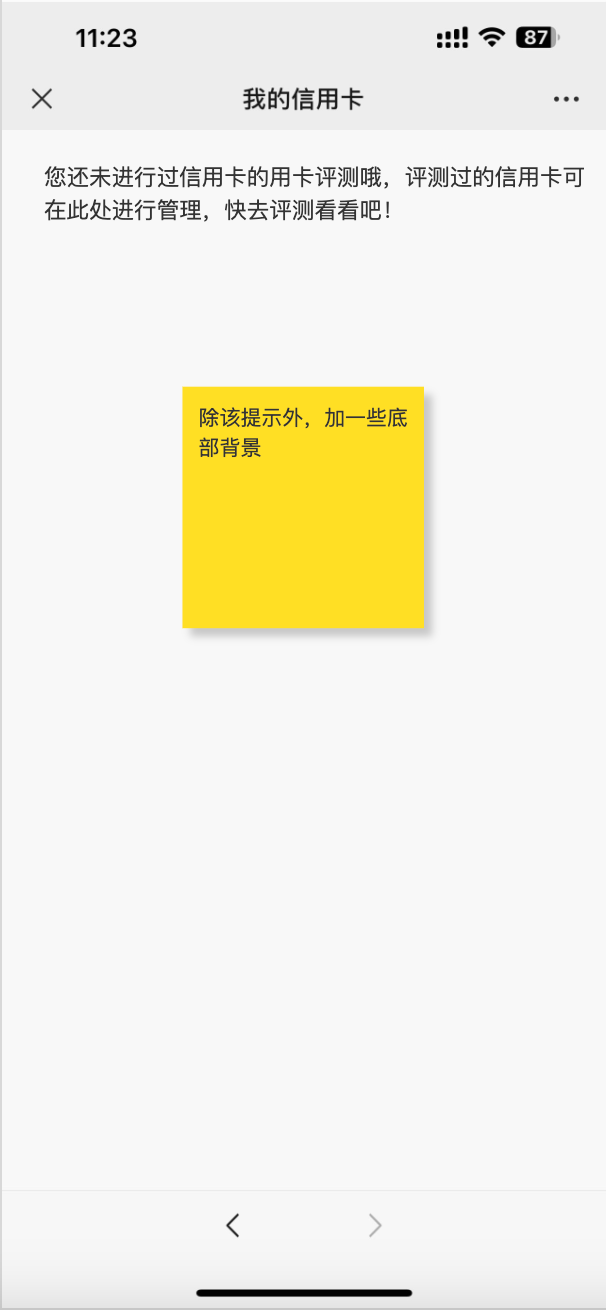 11:23
87
我的信用卡
您还未进行过信用卡的用卡评测哦，评测过的信用卡可
在此处进行管理，快去评测看看吧！
除该提示外，加一些底
部背景